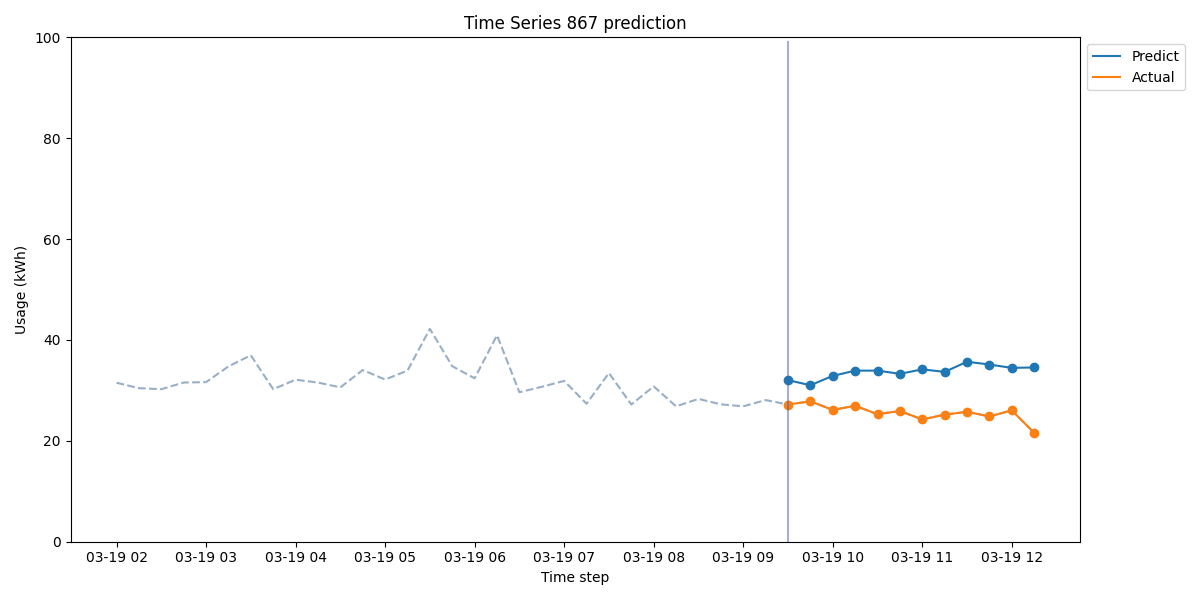 Time Series 867 prediction
100
80
60
40
20
0
Usage (kWh)
03-19 02 03-19 03 03-19 04 03-19 05 03-19 06 03-19 07 03-19 08 03-19 09 03-19 10 03-19 11 03-19 12
Time step
Predict
Actual